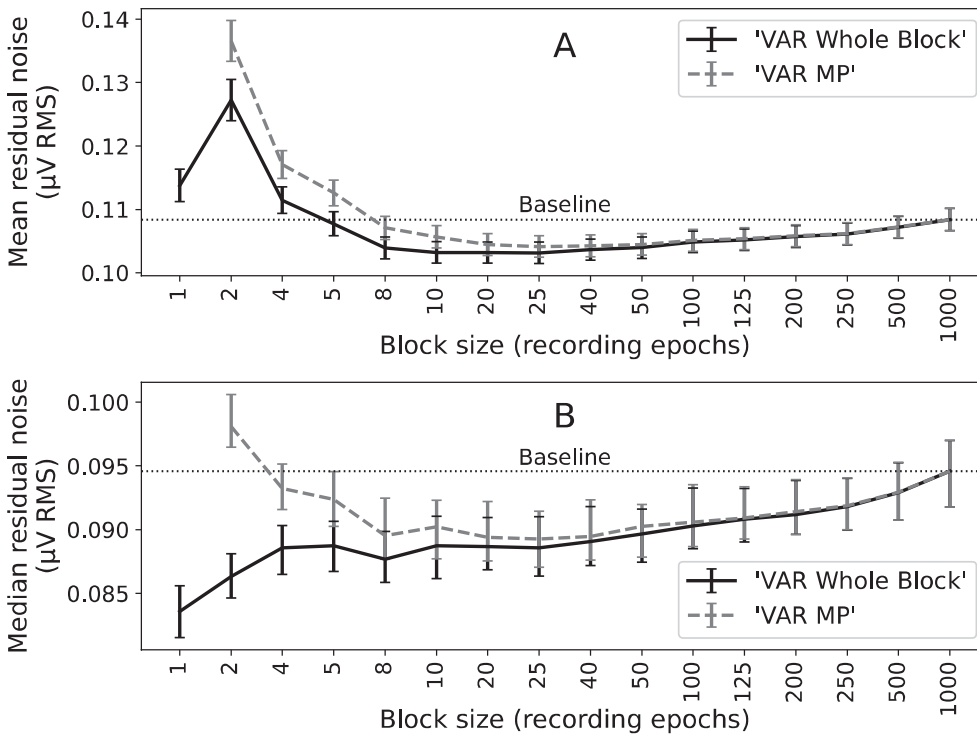 0.14
0.13
0.12
0.11
0.10
Mean residual noise
(µV RMS)
A
'VAR Whole Block'
'VAR MP'
Baseline
1 2 4 5 8 10 20 25 40 50 100 125 200 250 500 1000
Block size (recording epochs)
0.100
0.095
0.090
0.085
Median residual noise
(µV RMS)
B
Baseline
'VAR Whole Block'
'VAR MP'
1 2 4 5 8 10 20 25 40 50 100 125 200 250 500 1000
Block size (recording epochs)